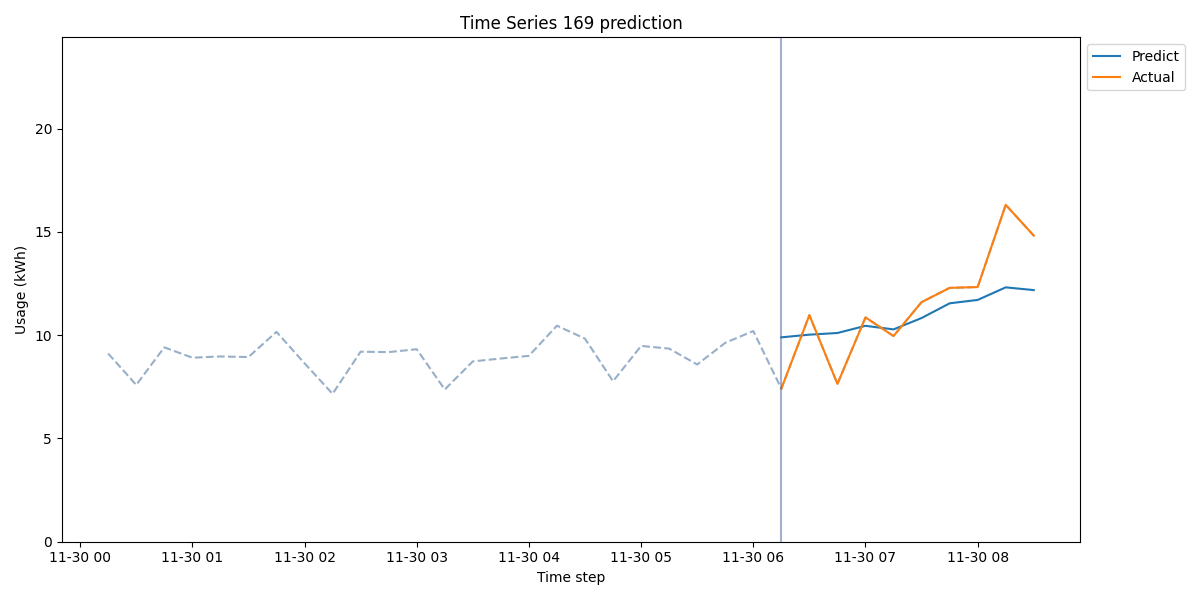 Time Series 169 prediction
Predict
Actual
Usage (kWh)
20
15
10
5
0
11-30 00 11-30 01 11-30 02 11-30 03 11-30 04 11-30 05 11-30 06 11-30 07 11-30 08
Time step